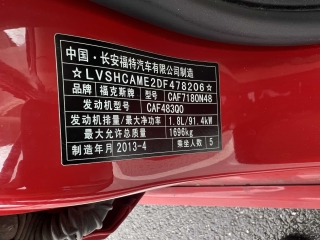 中国·长安福特汽车有限公司制造
☆LVSHCAME2DF478206☆
品牌 福克斯牌 型号 CAF7180N48
发动机型号 CAF483Q0
发动机排量/最大净功率 1.8L/91.4kW
最大允许总质量 1696kg
制造年月 2013-4 乘坐人数 5